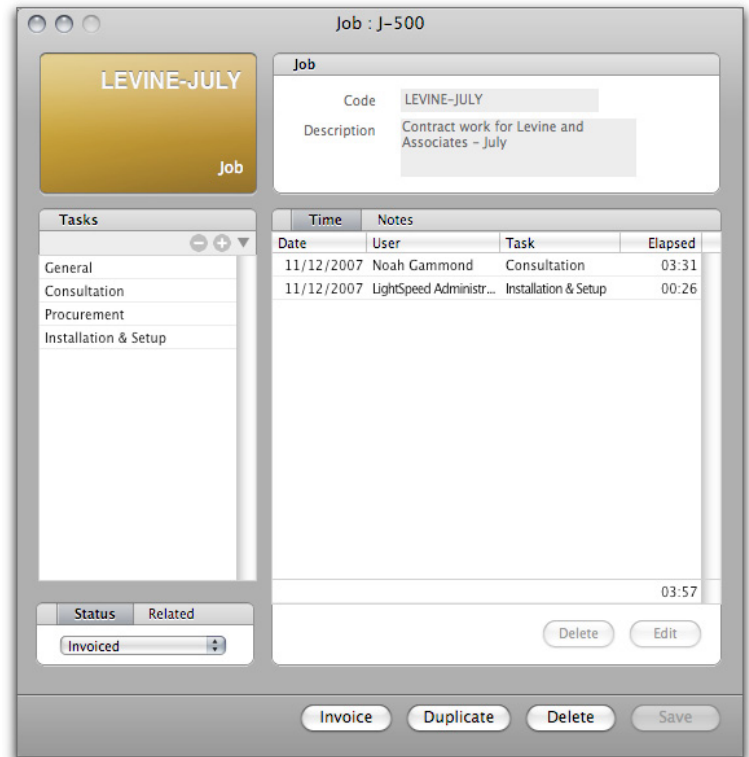 Job : J-500
LEVINE-JULY
Job
Job
Code LEVINE-JULY
Description Contract work for Levine and
Associates - July
Tasks
General
Consultation
Procurement
Installation & Setup
Time Notes
Date User Task Elapsed
11/12/2007 Noah Gammond Consultation 03:31
11/12/2007 LightSpeed Administr... Installation & Setup 00:26
03:57
Delete Edit
Status Related
Invoiced
Invoice Duplicate Delete Save